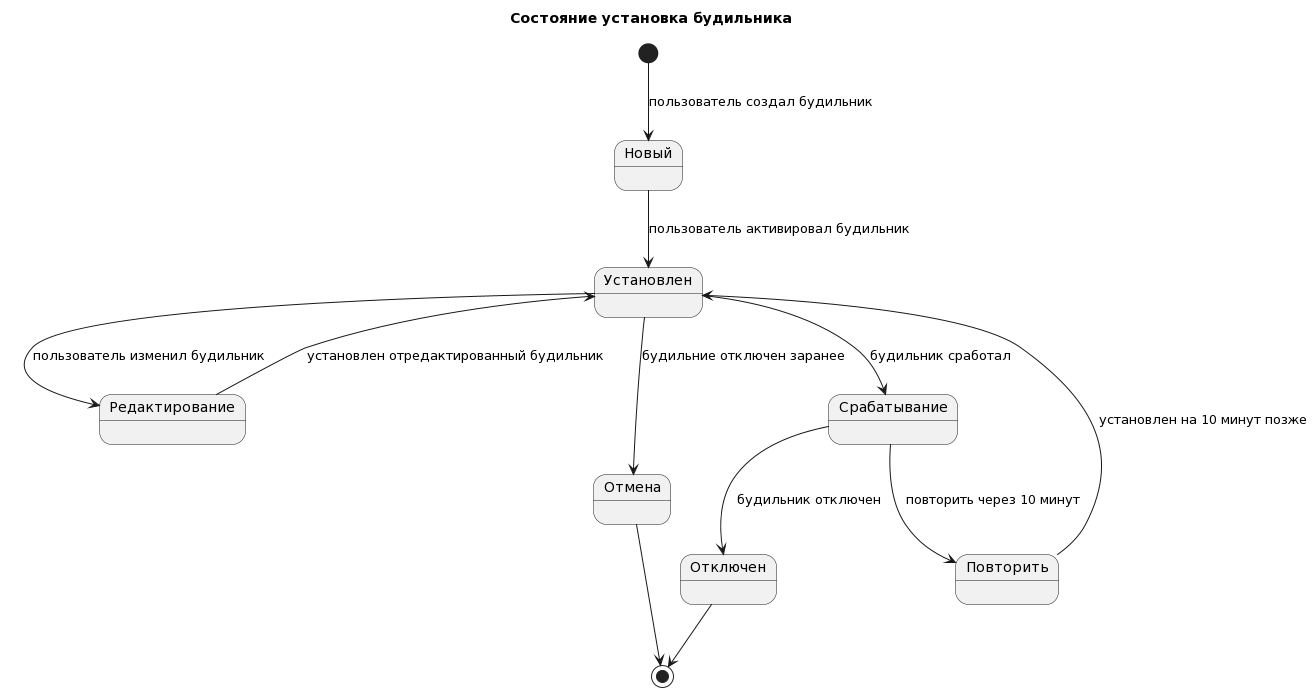 Состояние установка будильника
пользователь создал будильник
Новый
пользователь активировал будильник
Установлен
пользователь изменил будильник
установлен отредактированный будильник
будильние отключен заранее
будильник сработал
Редактирование
Срабатывание
установлен на 10 минут позже
Отмена
будильник отключен
повторить через 10 минут
Отключен
Повторить